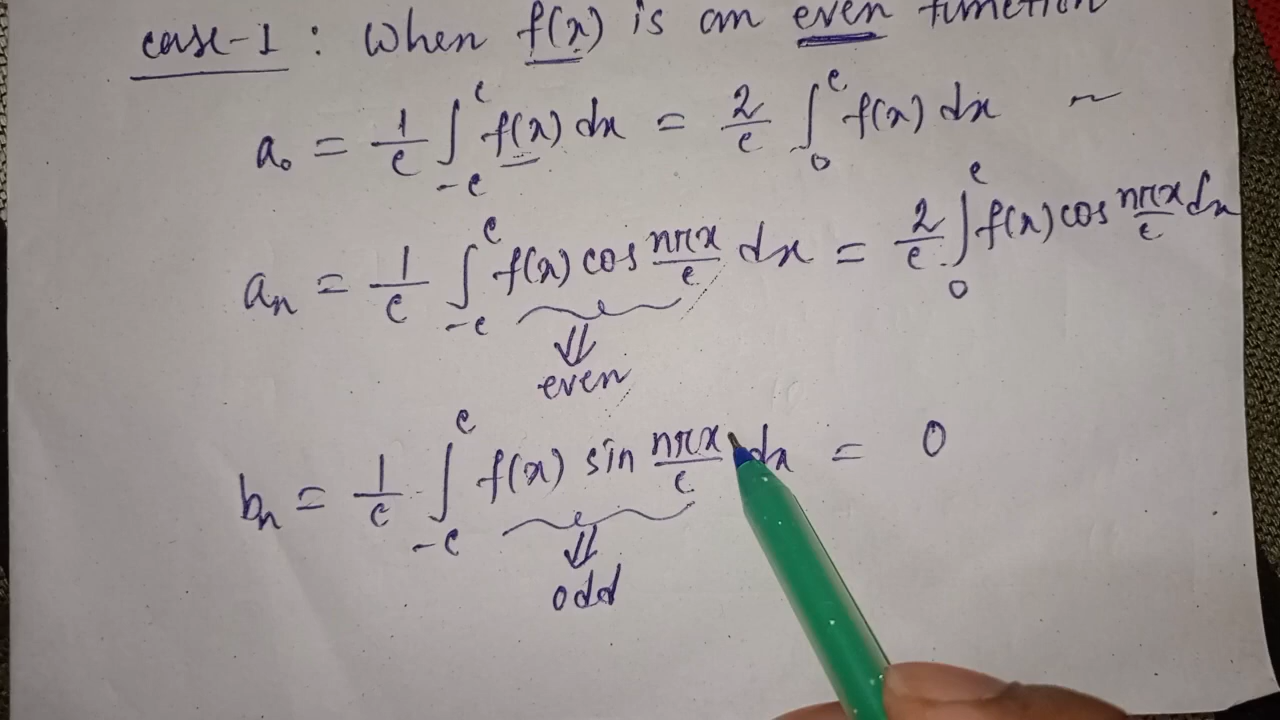 case-1 : When f(x) is an even function
a₀ = 1/c ∫_{-c}^{c} f(x) dx = 2/c ∫_{0}^{c} f(x) dx ~
aₙ = 1/c ∫_{-c}^{c} f(x) cos nπx/c dx = 2/c ∫_{0}^{c} f(x) cos nπx/c dx
⇓
even
bₙ = 1/c ∫_{-c}^{c} f(x) sin nπx/c dx = 0
⇓
odd